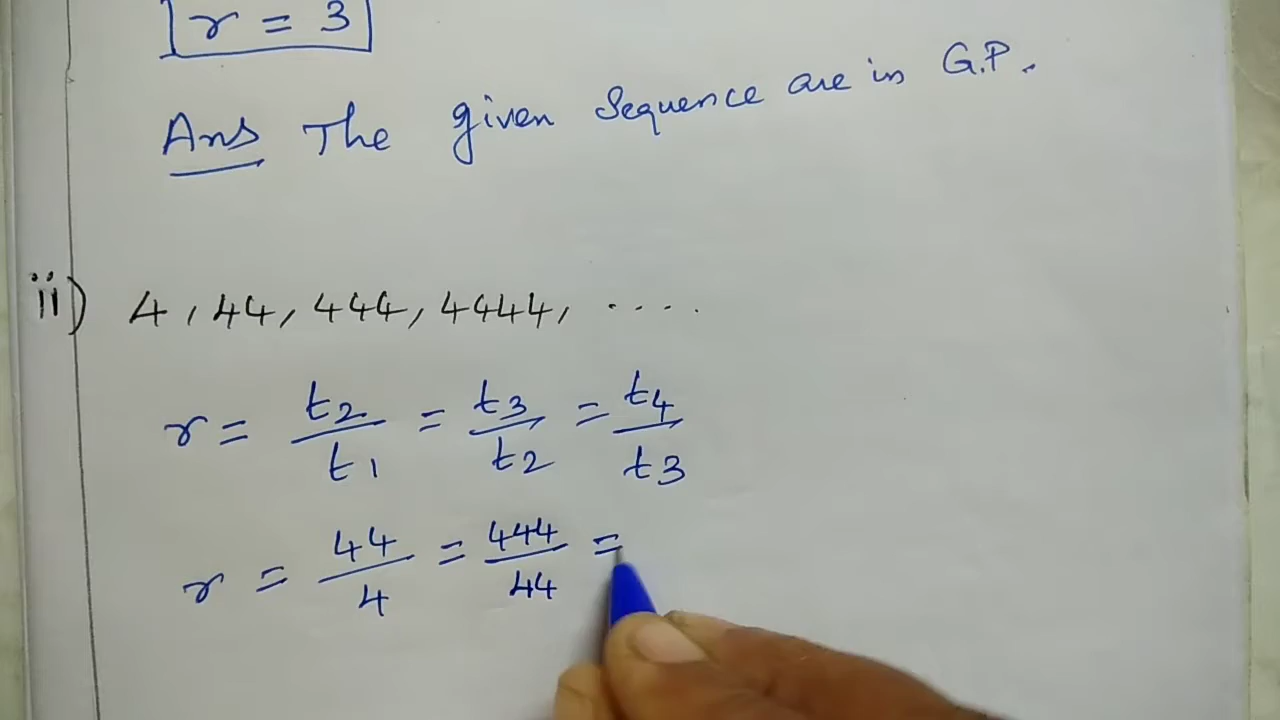 r = 3
Ans The given Sequence are in G.P.
ii) 4, 44, 444, 4444, ....
r = t2/t1 = t3/t2 = t4/t3
r = 44/4 = 444/44 =